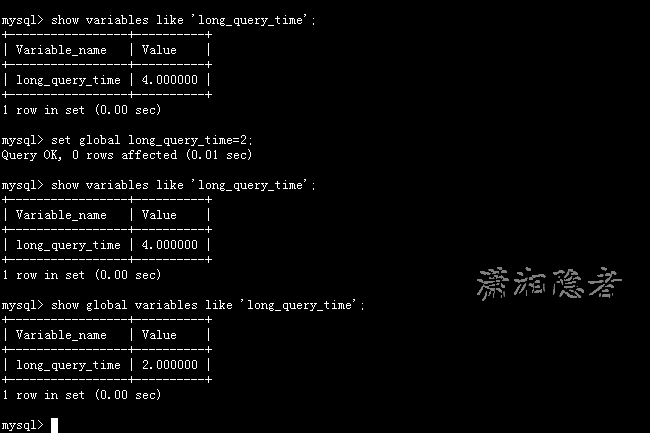 mysql> show variables like 'long_query_time';
+-----------------+----------+
| Variable_name   | Value    |
+-----------------+----------+
| long_query_time | 4.000000 |
+-----------------+----------+
1 row in set (0.00 sec)
mysql> set global long_query_time=2;
Query OK, 0 rows affected (0.01 sec)
mysql> show variables like 'long_query_time';
+-----------------+----------+
| Variable_name   | Value    |
+-----------------+----------+
| long_query_time | 4.000000 |
+-----------------+----------+
1 row in set (0.00 sec)
潇湘隐者
mysql> show global variables like 'long_query_time';
+-----------------+----------+
| Variable_name   | Value    |
+-----------------+----------+
| long_query_time | 2.000000 |
+-----------------+----------+
1 row in set (0.00 sec)
mysql>